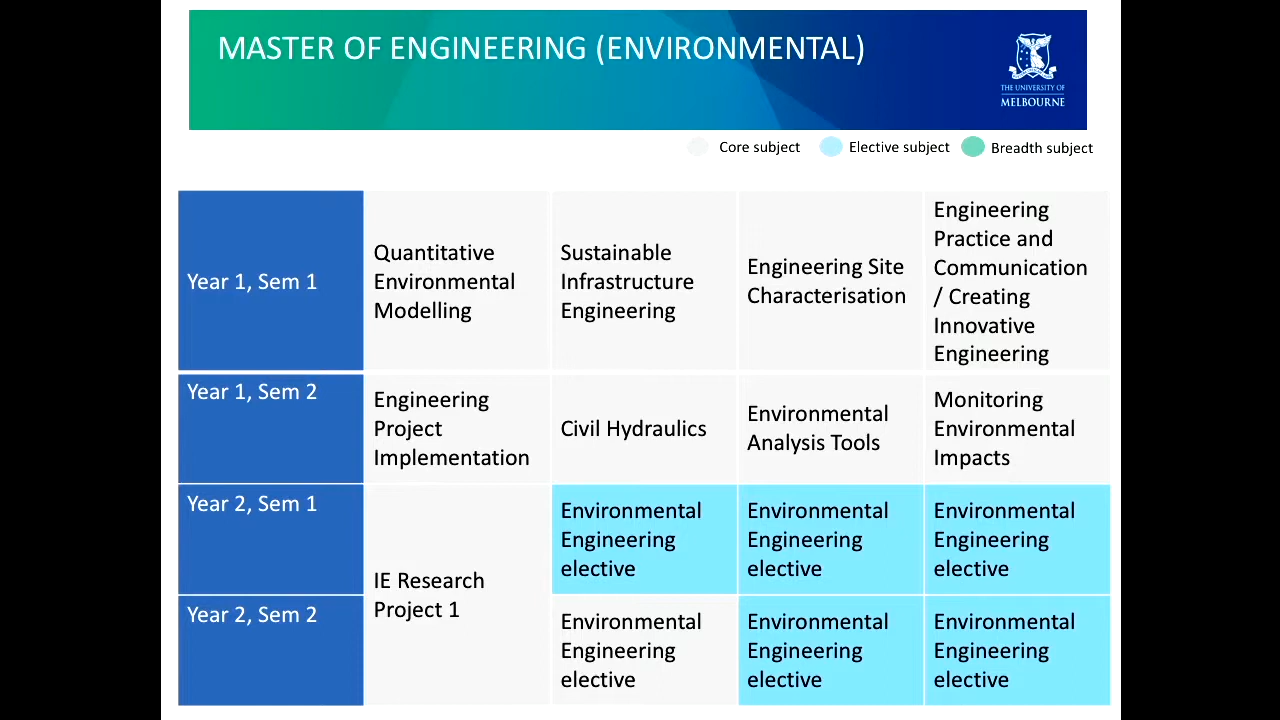 MASTER OF ENGINEERING (ENVIRONMENTAL)
THE UNIVERSITY OF
MELBOURNE
Core subject
Elective subject
Breadth subject
Year 1, Sem 1
Quantitative
Environmental
Modelling
Sustainable
Infrastructure
Engineering
Engineering Site
Characterisation
Engineering
Practice and
Communication
/ Creating
Innovative
Engineering
Year 1, Sem 2
Engineering
Project
Implementation
Civil Hydraulics
Environmental
Analysis Tools
Monitoring
Environmental
Impacts
Year 2, Sem 1
IE Research
Project 1
Environmental
Engineering
elective
Environmental
Engineering
elective
Environmental
Engineering
elective
Year 2, Sem 2
Environmental
Engineering
elective
Environmental
Engineering
elective
Environmental
Engineering
elective